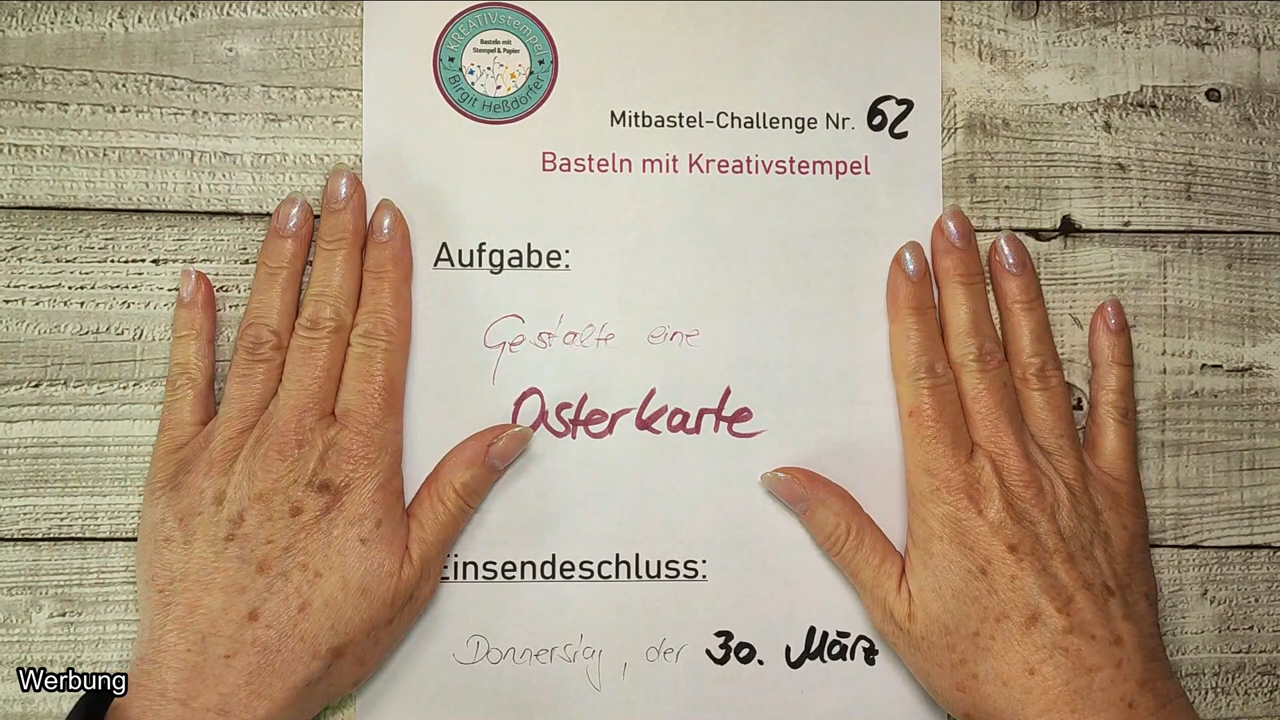 KREATIVstempel
Basteln mit
Stempel & Papier
Birgit Heßdörfer
Mitbastel-Challenge Nr. 62
Basteln mit Kreativstempel
Aufgabe:
Gestalte eine
Osterkarte
Einsendeschluss:
Donnerstag, der 30. März
Werbung